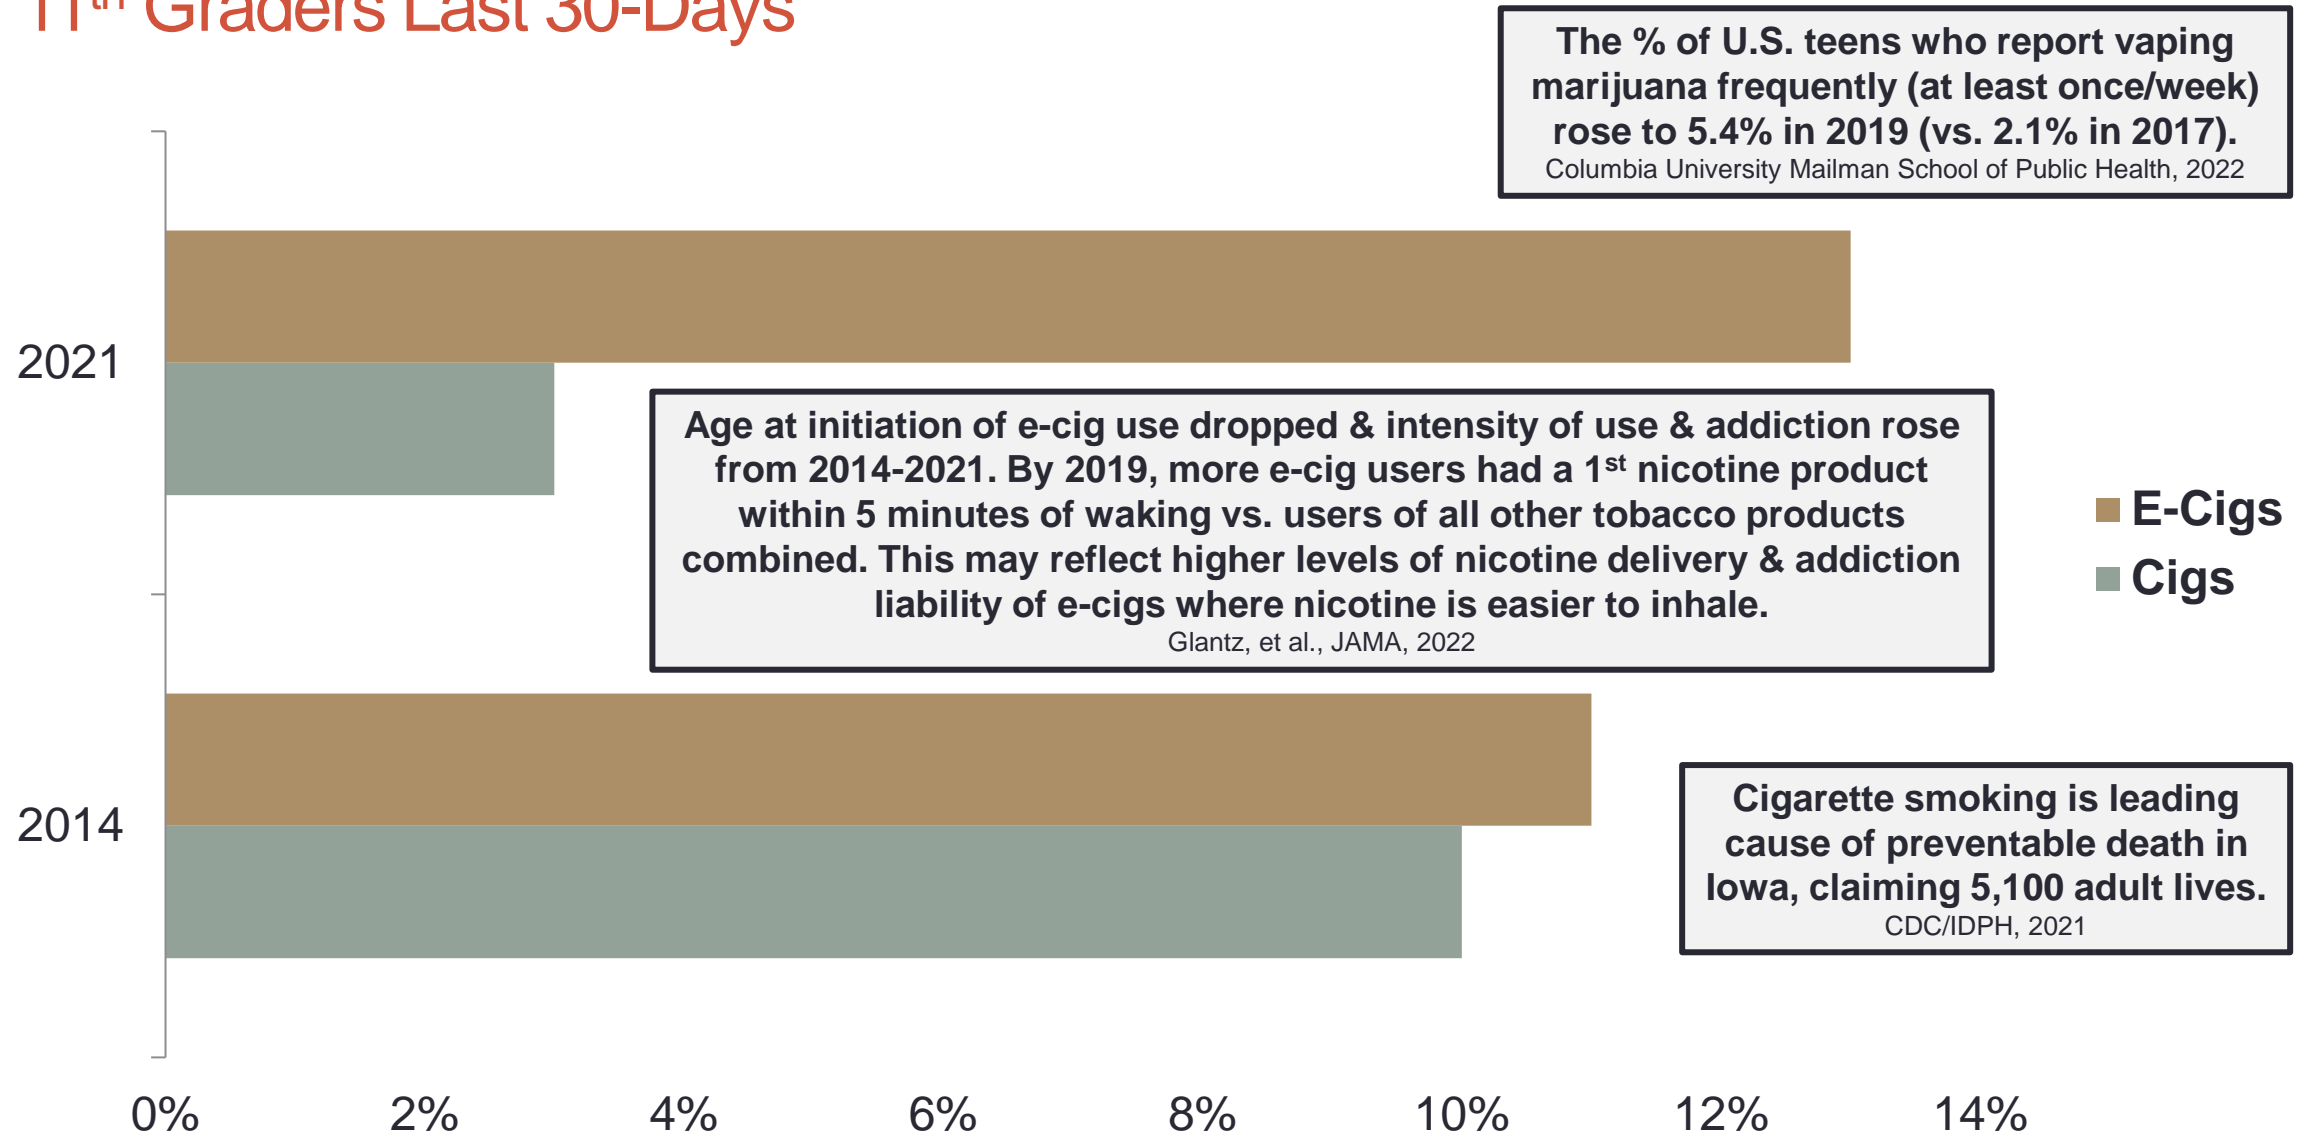 11th Graders Last 30-Days
The % of U.S. teens who report vaping
marijuana frequently (at least once/week)
rose to 5.4% in 2019 (vs. 2.1% in 2017).
Columbia University Mailman School of Public Health, 2022
2021
Age at initiation of e-cig use dropped & intensity of use & addiction rose
from 2014-2021. By 2019, more e-cig users had a 1st nicotine product
within 5 minutes of waking vs. users of all other tobacco products
combined. This may reflect higher levels of nicotine delivery & addiction
liability of e-cigs where nicotine is easier to inhale.
Glantz, et al., JAMA, 2022
E-Cigs
Cigs
2014
Cigarette smoking is leading
cause of preventable death in
Iowa, claiming 5,100 adult lives.
CDC/IDPH, 2021
0% 2% 4% 6% 8% 10% 12% 14%